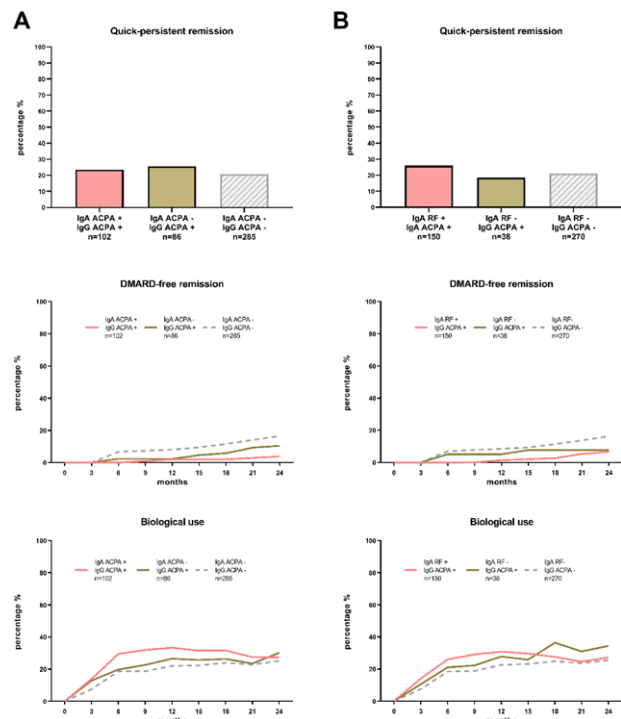 A
B
Quick-persistent remission
percentage %
100
90
80
70
60
50
40
30
20
10
0
IgA ACPA +
IgG ACPA +
n=102
IgA ACPA -
IgG ACPA +
n=86
IgA ACPA -
IgG ACPA -
n=285
Quick-persistent remission
percentage %
100
90
80
70
60
50
40
30
20
10
0
IgA RF +
IgA ACPA +
n=150
IgA RF -
IgG ACPA +
n=38
IgA RF -
IgG ACPA -
n=270
DMARD-free remission
percentage %
100
80
60
40
20
0
IgA ACPA +
IgG ACPA +
n=102
IgA ACPA -
IgG ACPA +
n=86
IgA ACPA -
IgG ACPA -
n=285
0 3 6 9 12 15 18 21 24
months
DMARD-free remission
percentage %
100
80
60
40
20
0
IgA RF +
IgG ACPA +
n=150
IgA RF -
IgG ACPA +
n=38
IgA RF-
IgG ACPA -
n=270
0 3 6 9 12 15 18 21 24
months
Biological use
percentage %
100
80
60
40
20
0
IgA ACPA +
IgG ACPA +
n=102
IgA ACPA -
IgG ACPA +
n=86
IgA ACPA -
IgG ACPA -
n=285
0 3 6 9 12 15 18 21 24
Biological use
percentage %
100
80
60
40
20
0
IgA RF +
IgG ACPA +
n=150
IgA RF -
IgG ACPA +
n=38
IgA RF-
IgG ACPA -
n=270
0 3 6 9 12 15 18 21 24